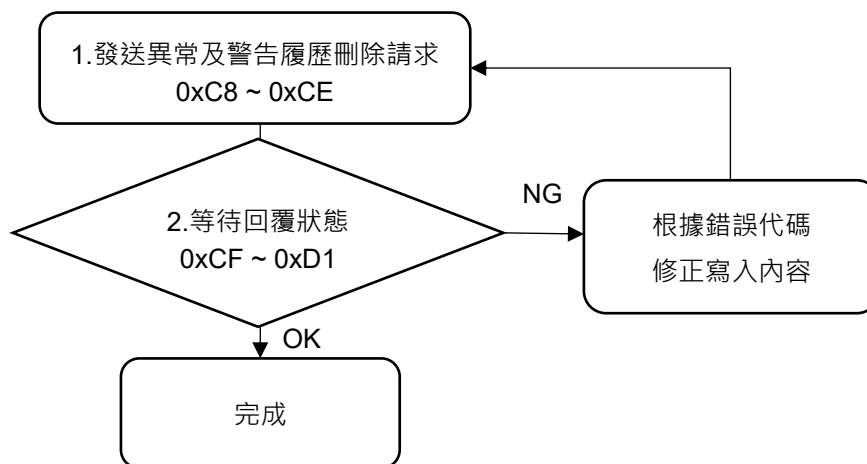 1.發送異常及警告履歷刪除請求
0xC8 ~ 0xCE
2.等待回覆狀態
0xCF ~ 0xD1
NG
根據錯誤代碼
修正寫入內容
OK
完成